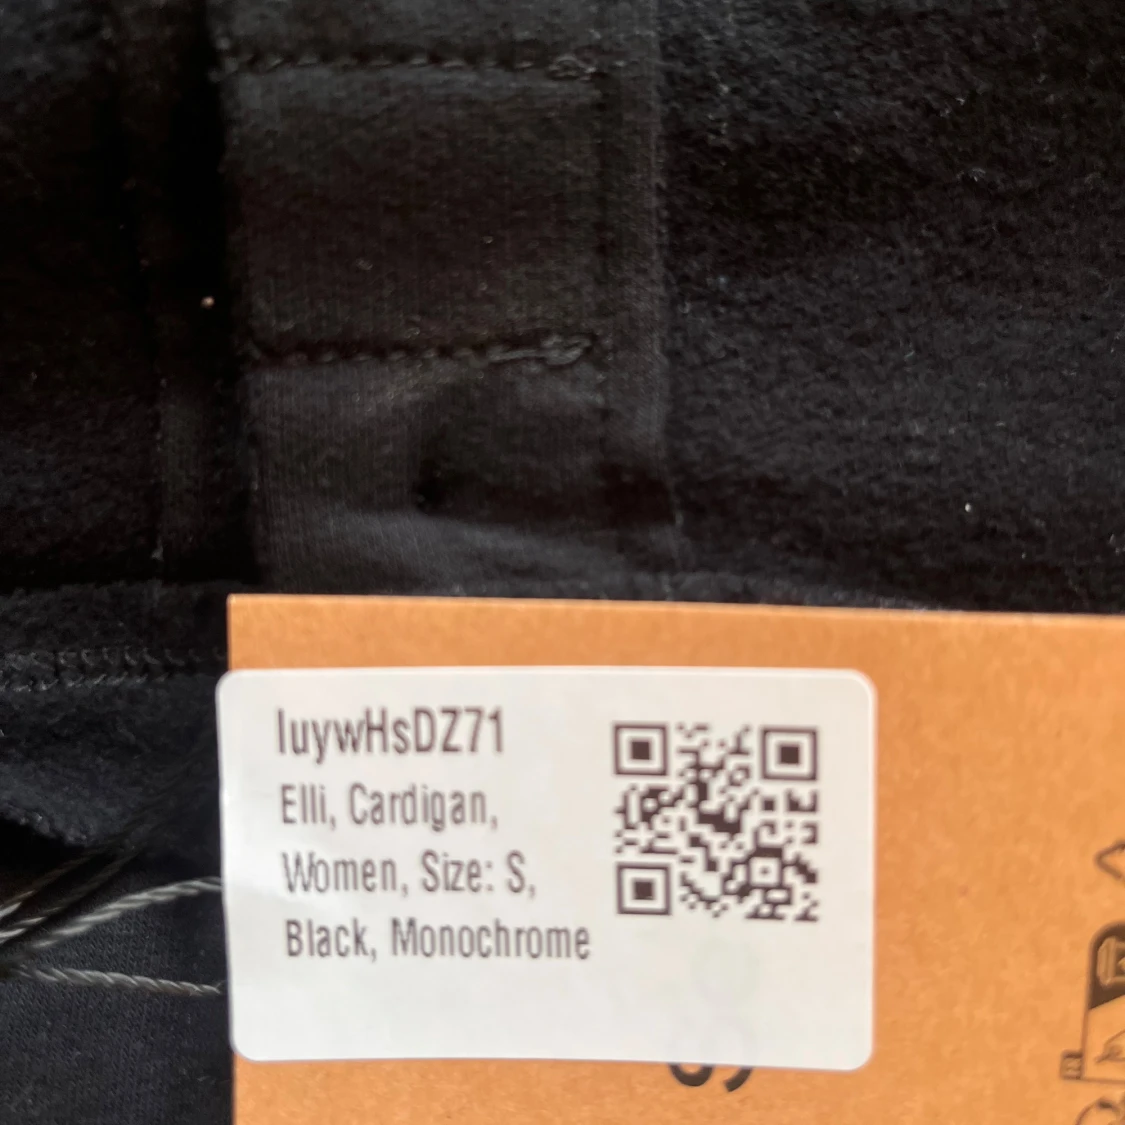 IuywHsDZ71
Elli, Cardigan,
Women, Size: S,
Black, Monochrome